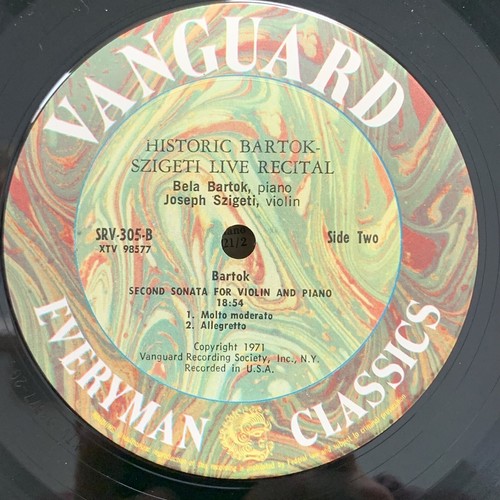 VANGUARD
HISTORIC BARTOK-
SZIGETI LIVE RECITAL
Bela Bartok, piano
Joseph Szigeti, violin
SRV-305-B
XTV 98577
21/2
Side Two
Bartok
SECOND SONATA FOR VIOLIN AND PIANO
18:54
1. Molto moderato
2. Allegretto
Copyright 1971
Vanguard Recording Society, Inc., N.Y.
Recorded in U.S.A.
EVERYMAN CLASSICS